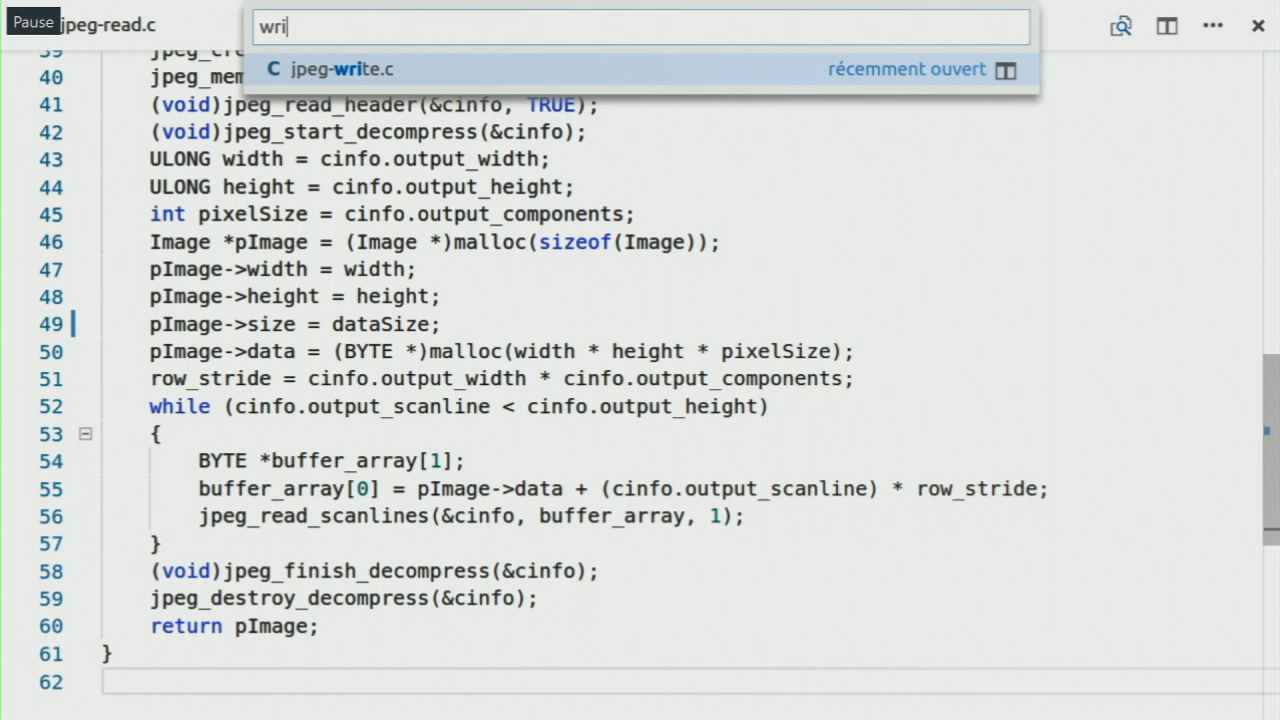 Pause
jpeg-read.c
wri
C jpeg-write.c récemment ouvert
39
40 jpeg_mem
41 (void)jpeg_read_header(&cinfo, TRUE);
42 (void)jpeg_start_decompress(&cinfo);
43 ULONG width = cinfo.output_width;
44 ULONG height = cinfo.output_height;
45 int pixelSize = cinfo.output_components;
46 Image *pImage = (Image *)malloc(sizeof(Image));
47 pImage->width = width;
48 pImage->height = height;
49 pImage->size = dataSize;
50 pImage->data = (BYTE *)malloc(width * height * pixelSize);
51 row_stride = cinfo.output_width * cinfo.output_components;
52 while (cinfo.output_scanline < cinfo.output_height)
53 {
54 BYTE *buffer_array[1];
55 buffer_array[0] = pImage->data + (cinfo.output_scanline) * row_stride;
56 jpeg_read_scanlines(&cinfo, buffer_array, 1);
57 }
58 (void)jpeg_finish_decompress(&cinfo);
59 jpeg_destroy_decompress(&cinfo);
60 return pImage;
61 }
62